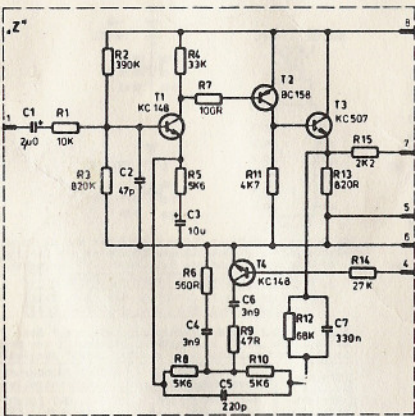 „Z"
8
R2
390K
R4
33K
T2
BC158
R7
100R
T1
KC148
T3
KC507
1
C1
+
2µ0
R1
10K
R15
2K2
7
R3
820K
C2
47p
R5
5K6
R11
4K7
R13
820R
5
+
C3
10u
6
R6
560R
T4
KC148
R14
27K
4
C6
3n9
C4
3n9
R9
47R
R12
68K
C7
330n
R8
5K6
R10
5K6
C5
220p